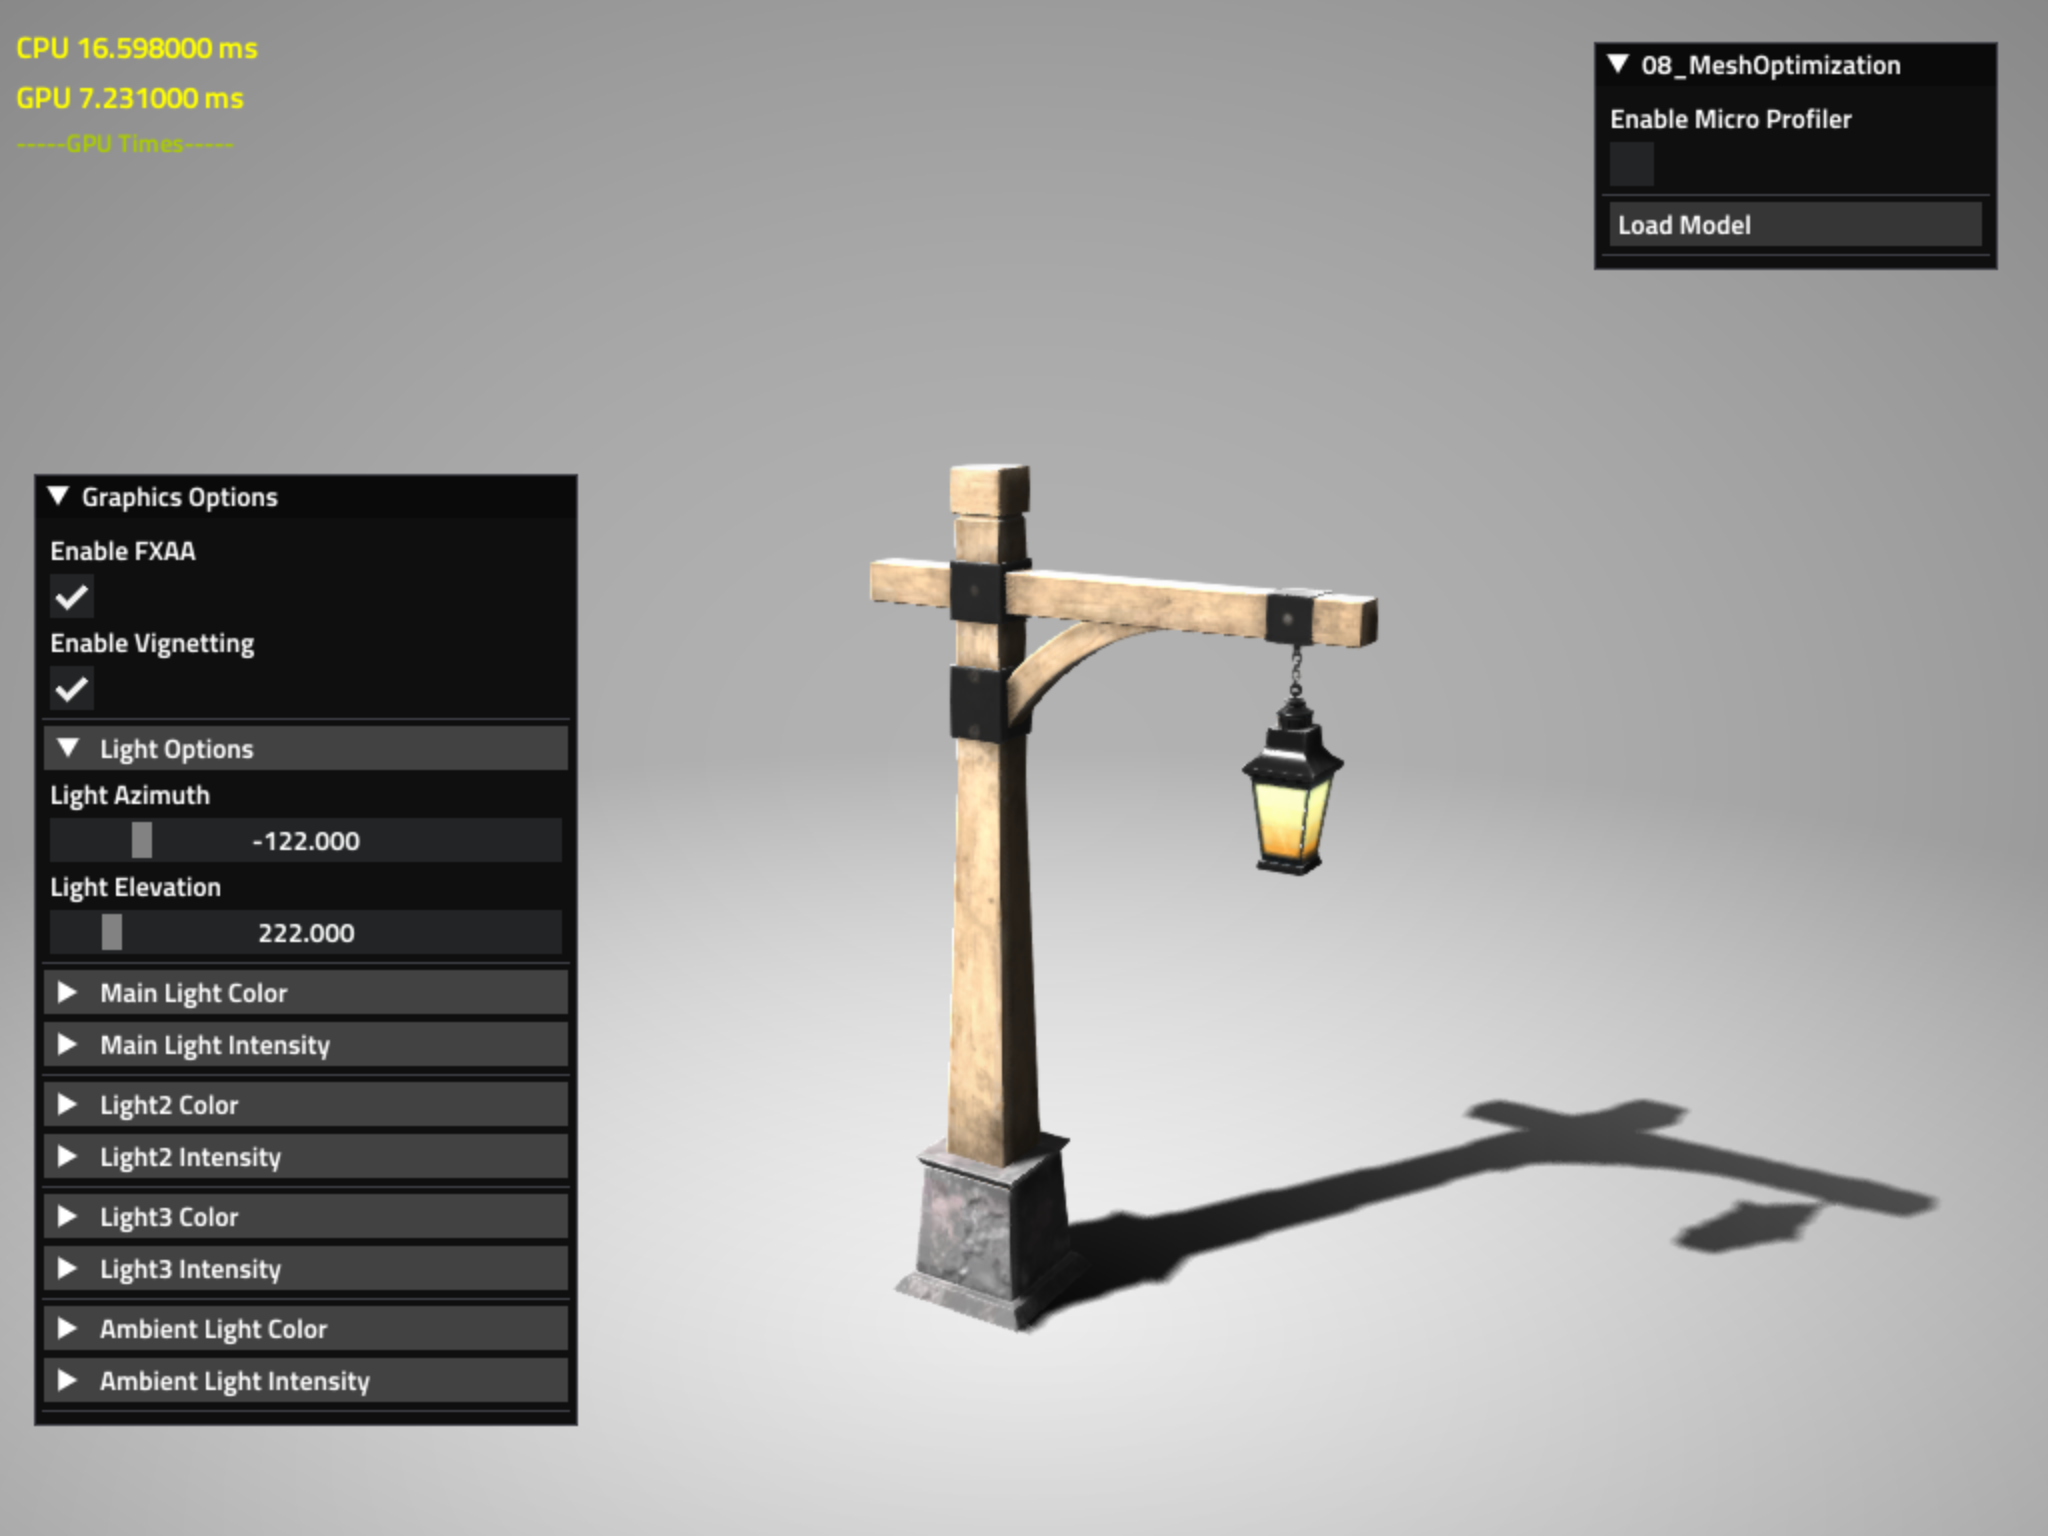 CPU 16.598000 ms
GPU 7.231000 ms
-----GPU Times-----
08_MeshOptimization
Enable Micro Profiler
Load Model
Graphics Options
Enable FXAA
Enable Vignetting
Light Options
Light Azimuth
-122.000
Light Elevation
222.000
Main Light Color
Main Light Intensity
Light2 Color
Light2 Intensity
Light3 Color
Light3 Intensity
Ambient Light Color
Ambient Light Intensity